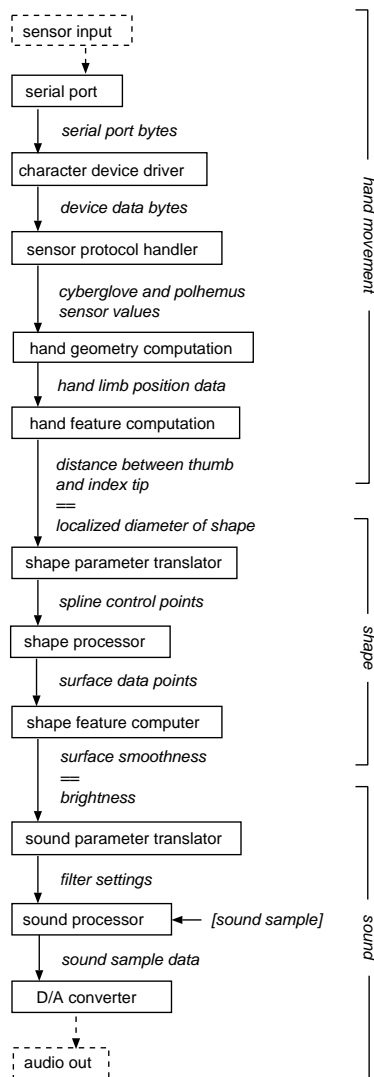 sensor input
serial port
serial port bytes
character device driver
device data bytes
sensor protocol handler
cyberglove and polhemus
sensor values
hand geometry computation
hand limb position data
hand feature computation
distance between thumb
and index tip
==
localized diameter of shape
hand movement
shape parameter translator
spline control points
shape processor
surface data points
shape feature computer
shape
surface smoothness
==
brightness
sound parameter translator
filter settings
sound processor
[sound sample]
sound sample data
D/A converter
audio out
sound